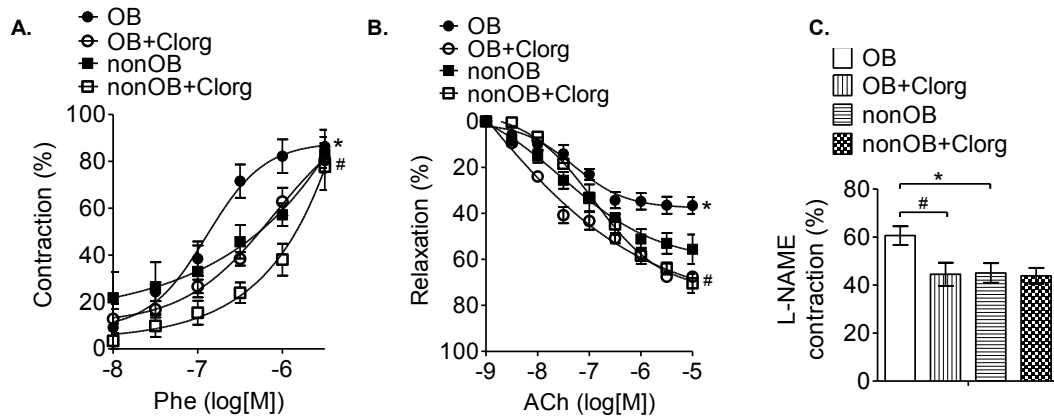 A.
OB
OB+Clorg
nonOB
nonOB+Clorg
100
80
60
40
20
0
Contraction (%)
*
#
-8
-7
-6
Phe (log[M])
B.
OB
OB+Clorg
nonOB
nonOB+Clorg
0
20
40
60
80
100
Relaxation (%)
*
#
-9
-8
-7
-6
-5
ACh (log[M])
C.
OB
OB+Clorg
nonOB
nonOB+Clorg
80
60
40
20
0
L-NAME
contraction (%)
*
#